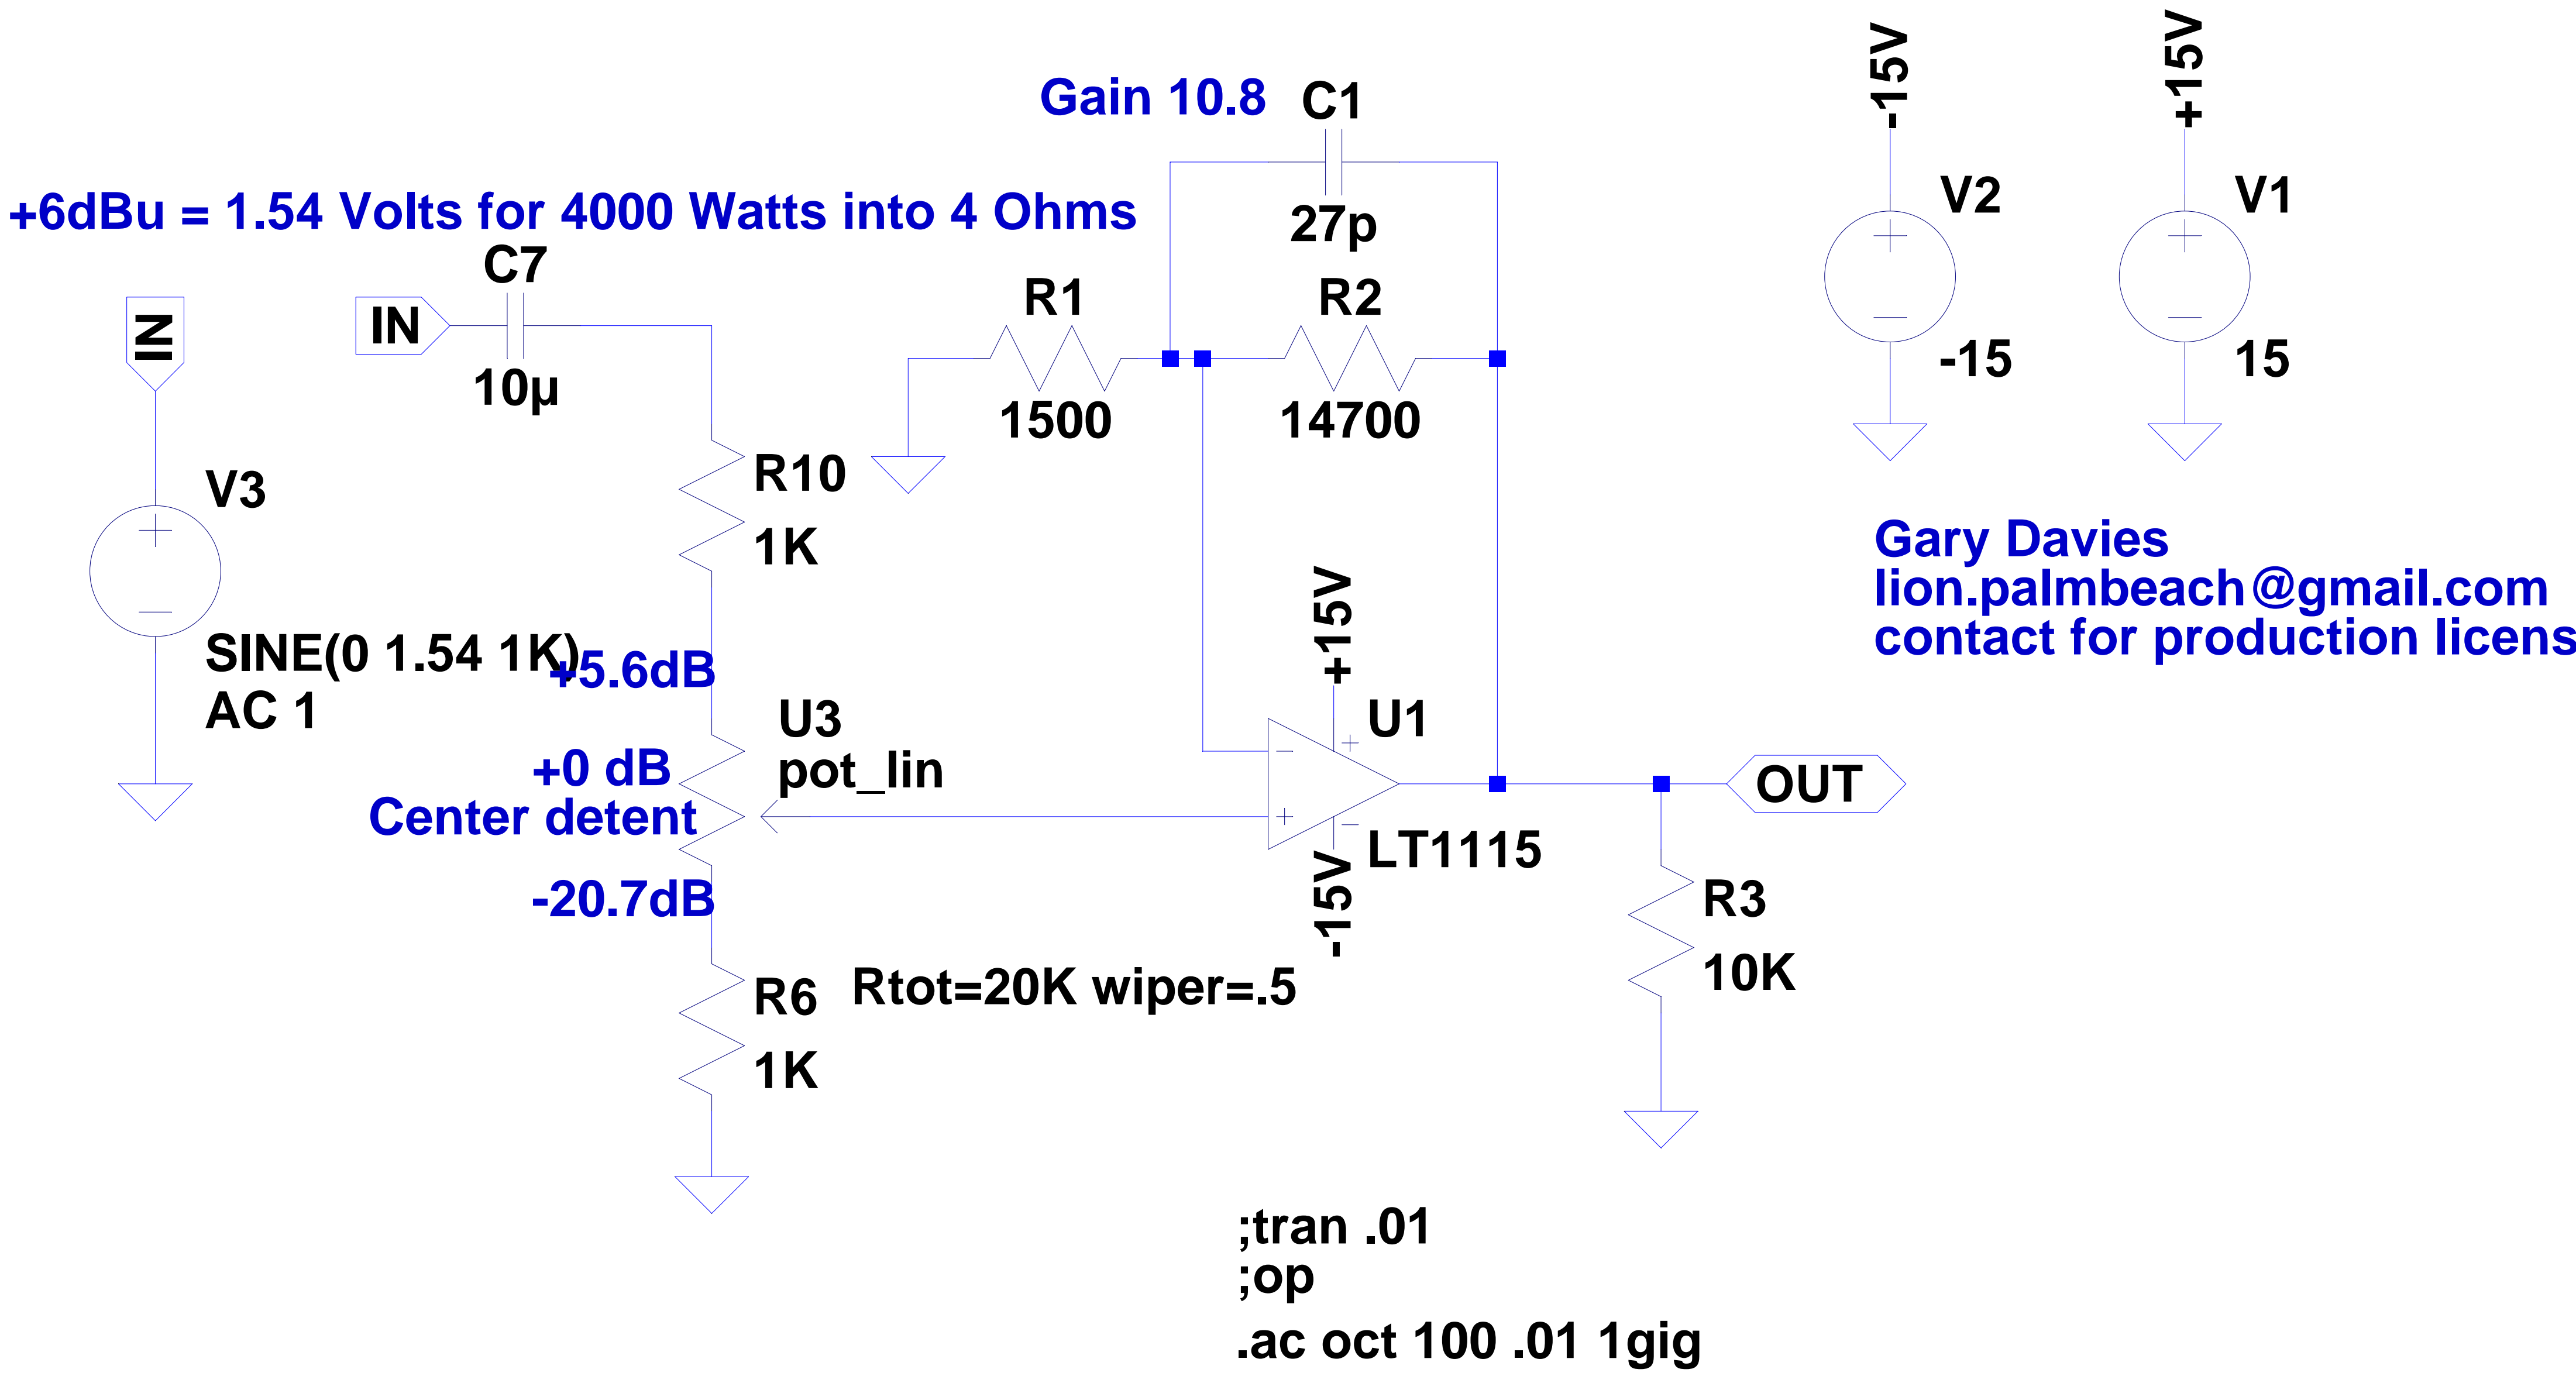 -15V
+15V
Gain 10.8
C1
27p
V2
-15
V1
15
+6dBu = 1.54 Volts for 4000 Watts into 4 Ohms
C7
10µ
IN
IN
R1
1500
R2
14700
R10
1K
V3
SINE(0 1.54 1K)
AC 1
Gary Davies
lion.palmbeach@gmail.com
contact for production licens
+5.6dB
+0 dB
Center detent
-20.7dB
U3
pot_lin
+15V
U1
LT1115
-15V
OUT
R3
10K
R6
1K
Rtot=20K wiper=.5
;tran .01
;op
.ac oct 100 .01 1gig